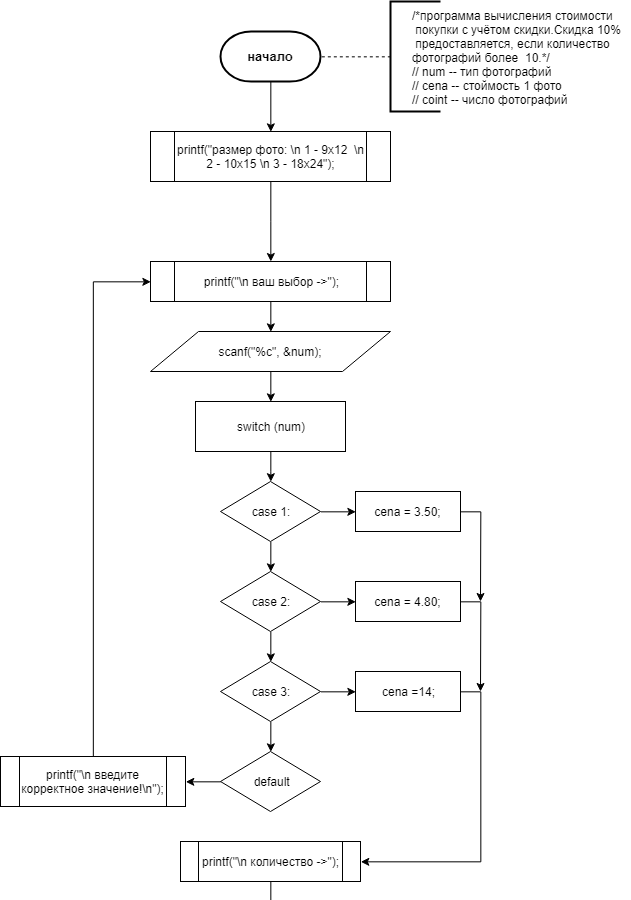 /*программа вычисления стоимости
покупки с учётом скидки.Скидка 10%
предоставляется, если количество
фотографий более 10.*/
// num -- тип фотографий
// cena -- стоймость 1 фото
// coint -- число фотографий
начало
printf("размер фото: \n 1 - 9x12 \n
2 - 10x15 \n 3 - 18x24");
printf("\n ваш выбор ->");
scanf("%c", &num);
switch (num)
case 1:
cena = 3.50;
case 2:
cena = 4.80;
case 3:
cena =14;
default
printf("\n введите
корректное значение!\n");
printf("\n количество ->");